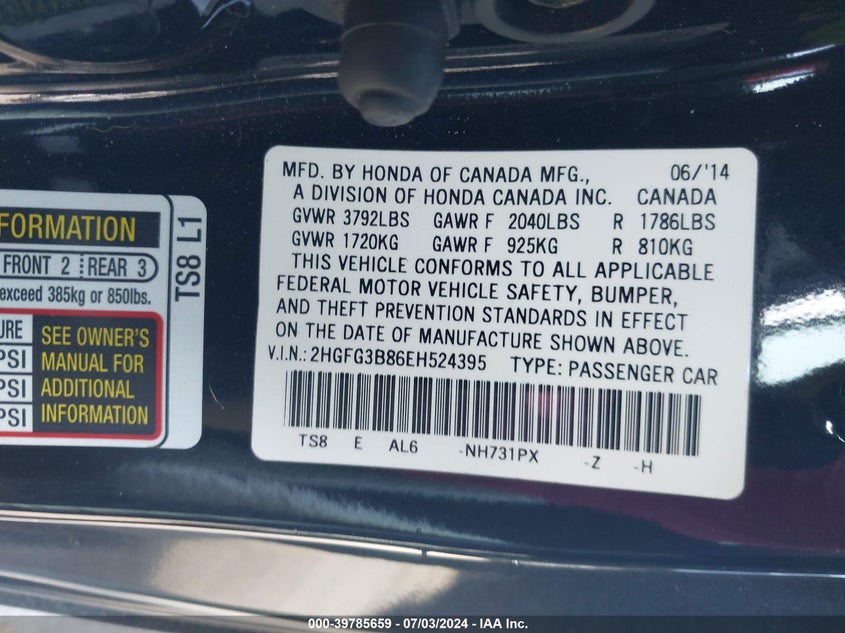 MFD. BY HONDA OF CANADA MFG., 06/'14
A DIVISION OF HONDA CANADA INC. CANADA
GVWR 3792LBS GAWR F 2040LBS R 1786LBS
GVWR 1720KG GAWR F 925KG R 810KG
THIS VEHICLE CONFORMS TO ALL APPLICABLE
FEDERAL MOTOR VEHICLE SAFETY, BUMPER,
AND THEFT PREVENTION STANDARDS IN EFFECT
ON THE DATE OF MANUFACTURE SHOWN ABOVE.
V.I.N.: 2HGFG3B86EH524395 TYPE: PASSENGER CAR
TS8 E AL6 -NH731PX -Z -H
FORMATION
FRONT 2 REAR 3
exceed 385kg or 850lbs.
URE
PSI
PSI
PSI
SEE OWNER'S
MANUAL FOR
ADDITIONAL
INFORMATION
TS8 L1
000-39785659 / 07/03/2024 - IAA Inc.